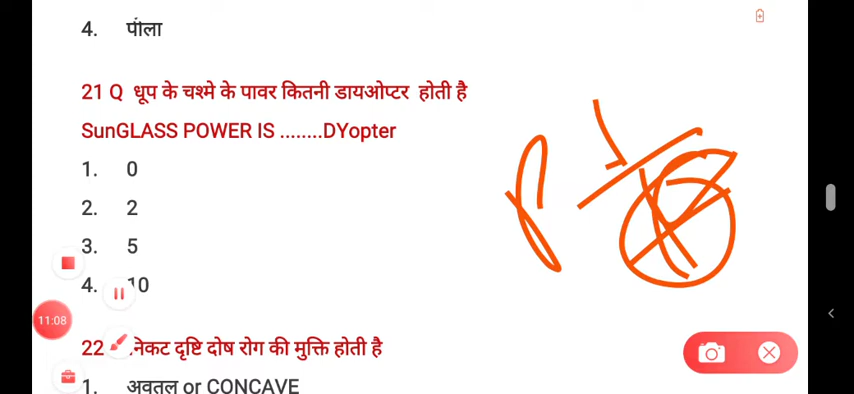 4. पीला
21 Q धूप के चश्मे के पावर कितनी डायओप्टर होती है
SunGLASS POWER IS ........DYopter
1. 0
2. 2
3. 5
4. 10
11:08
22 निकट दृष्टि दोष रोग की मुक्ति होती है
1. अवतल or CONCAVE